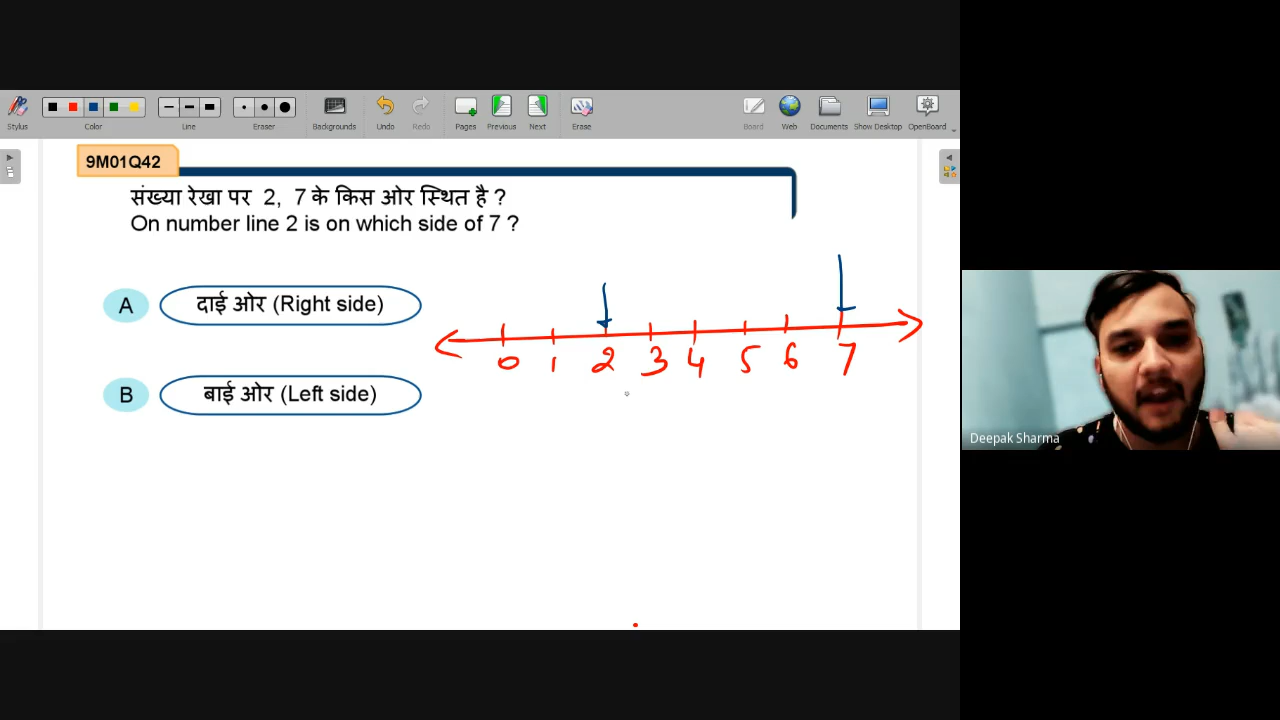 Stylus
Color
Line
Eraser
Backgrounds
Undo
Redo
Pages
Previous
Next
Erase
Board
Web
Documents
Show Desktop
OpenBoard
9M01Q42
संख्या रेखा पर 2, 7 के किस ओर स्थित है ?
On number line 2 is on which side of 7 ?
A दाई ओर (Right side)
0 1 2 3 4 5 6 7
B बाई ओर (Left side)
Deepak Sharma